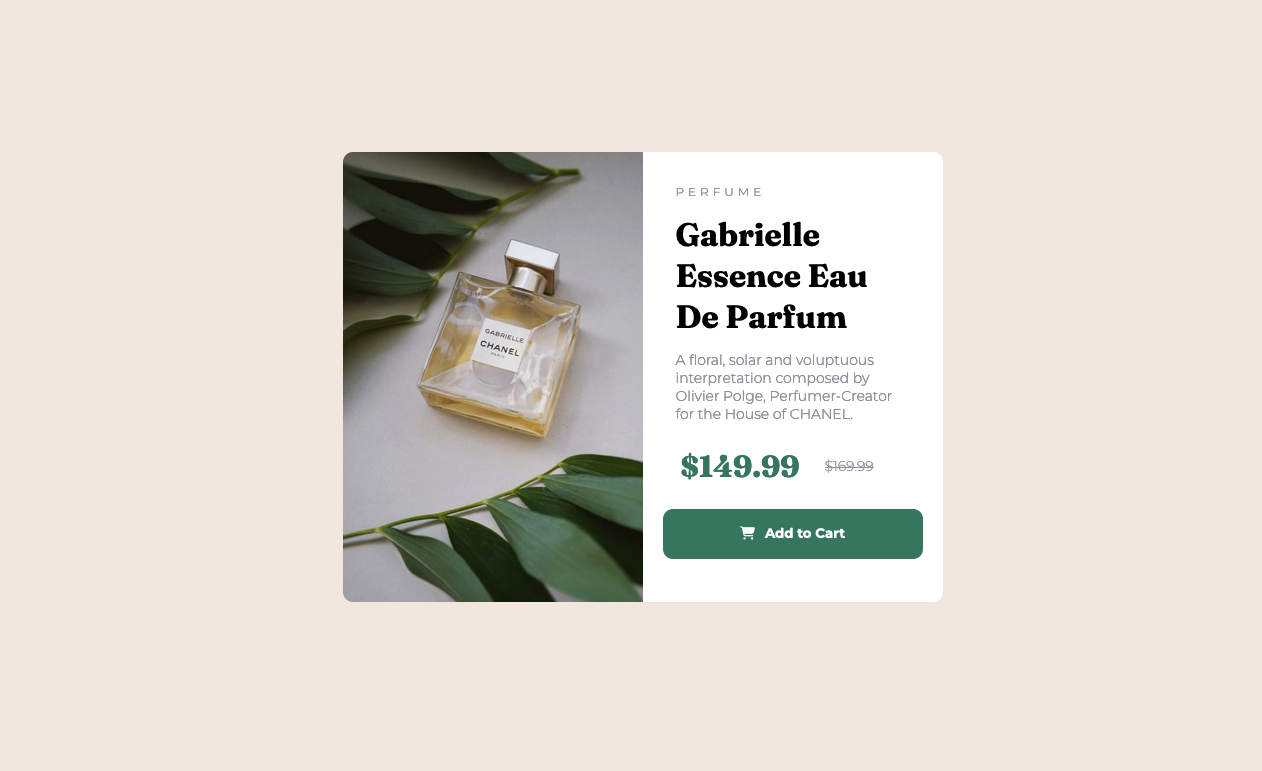 GABRIELLE
CHANEL
PARIS
PERFUME
Gabrielle
Essence Eau
De Parfum
A floral, solar and voluptuous
interpretation composed by
Olivier Polge, Perfumer-Creator
for the House of CHANEL.
$149.99 $169.99
Add to Cart